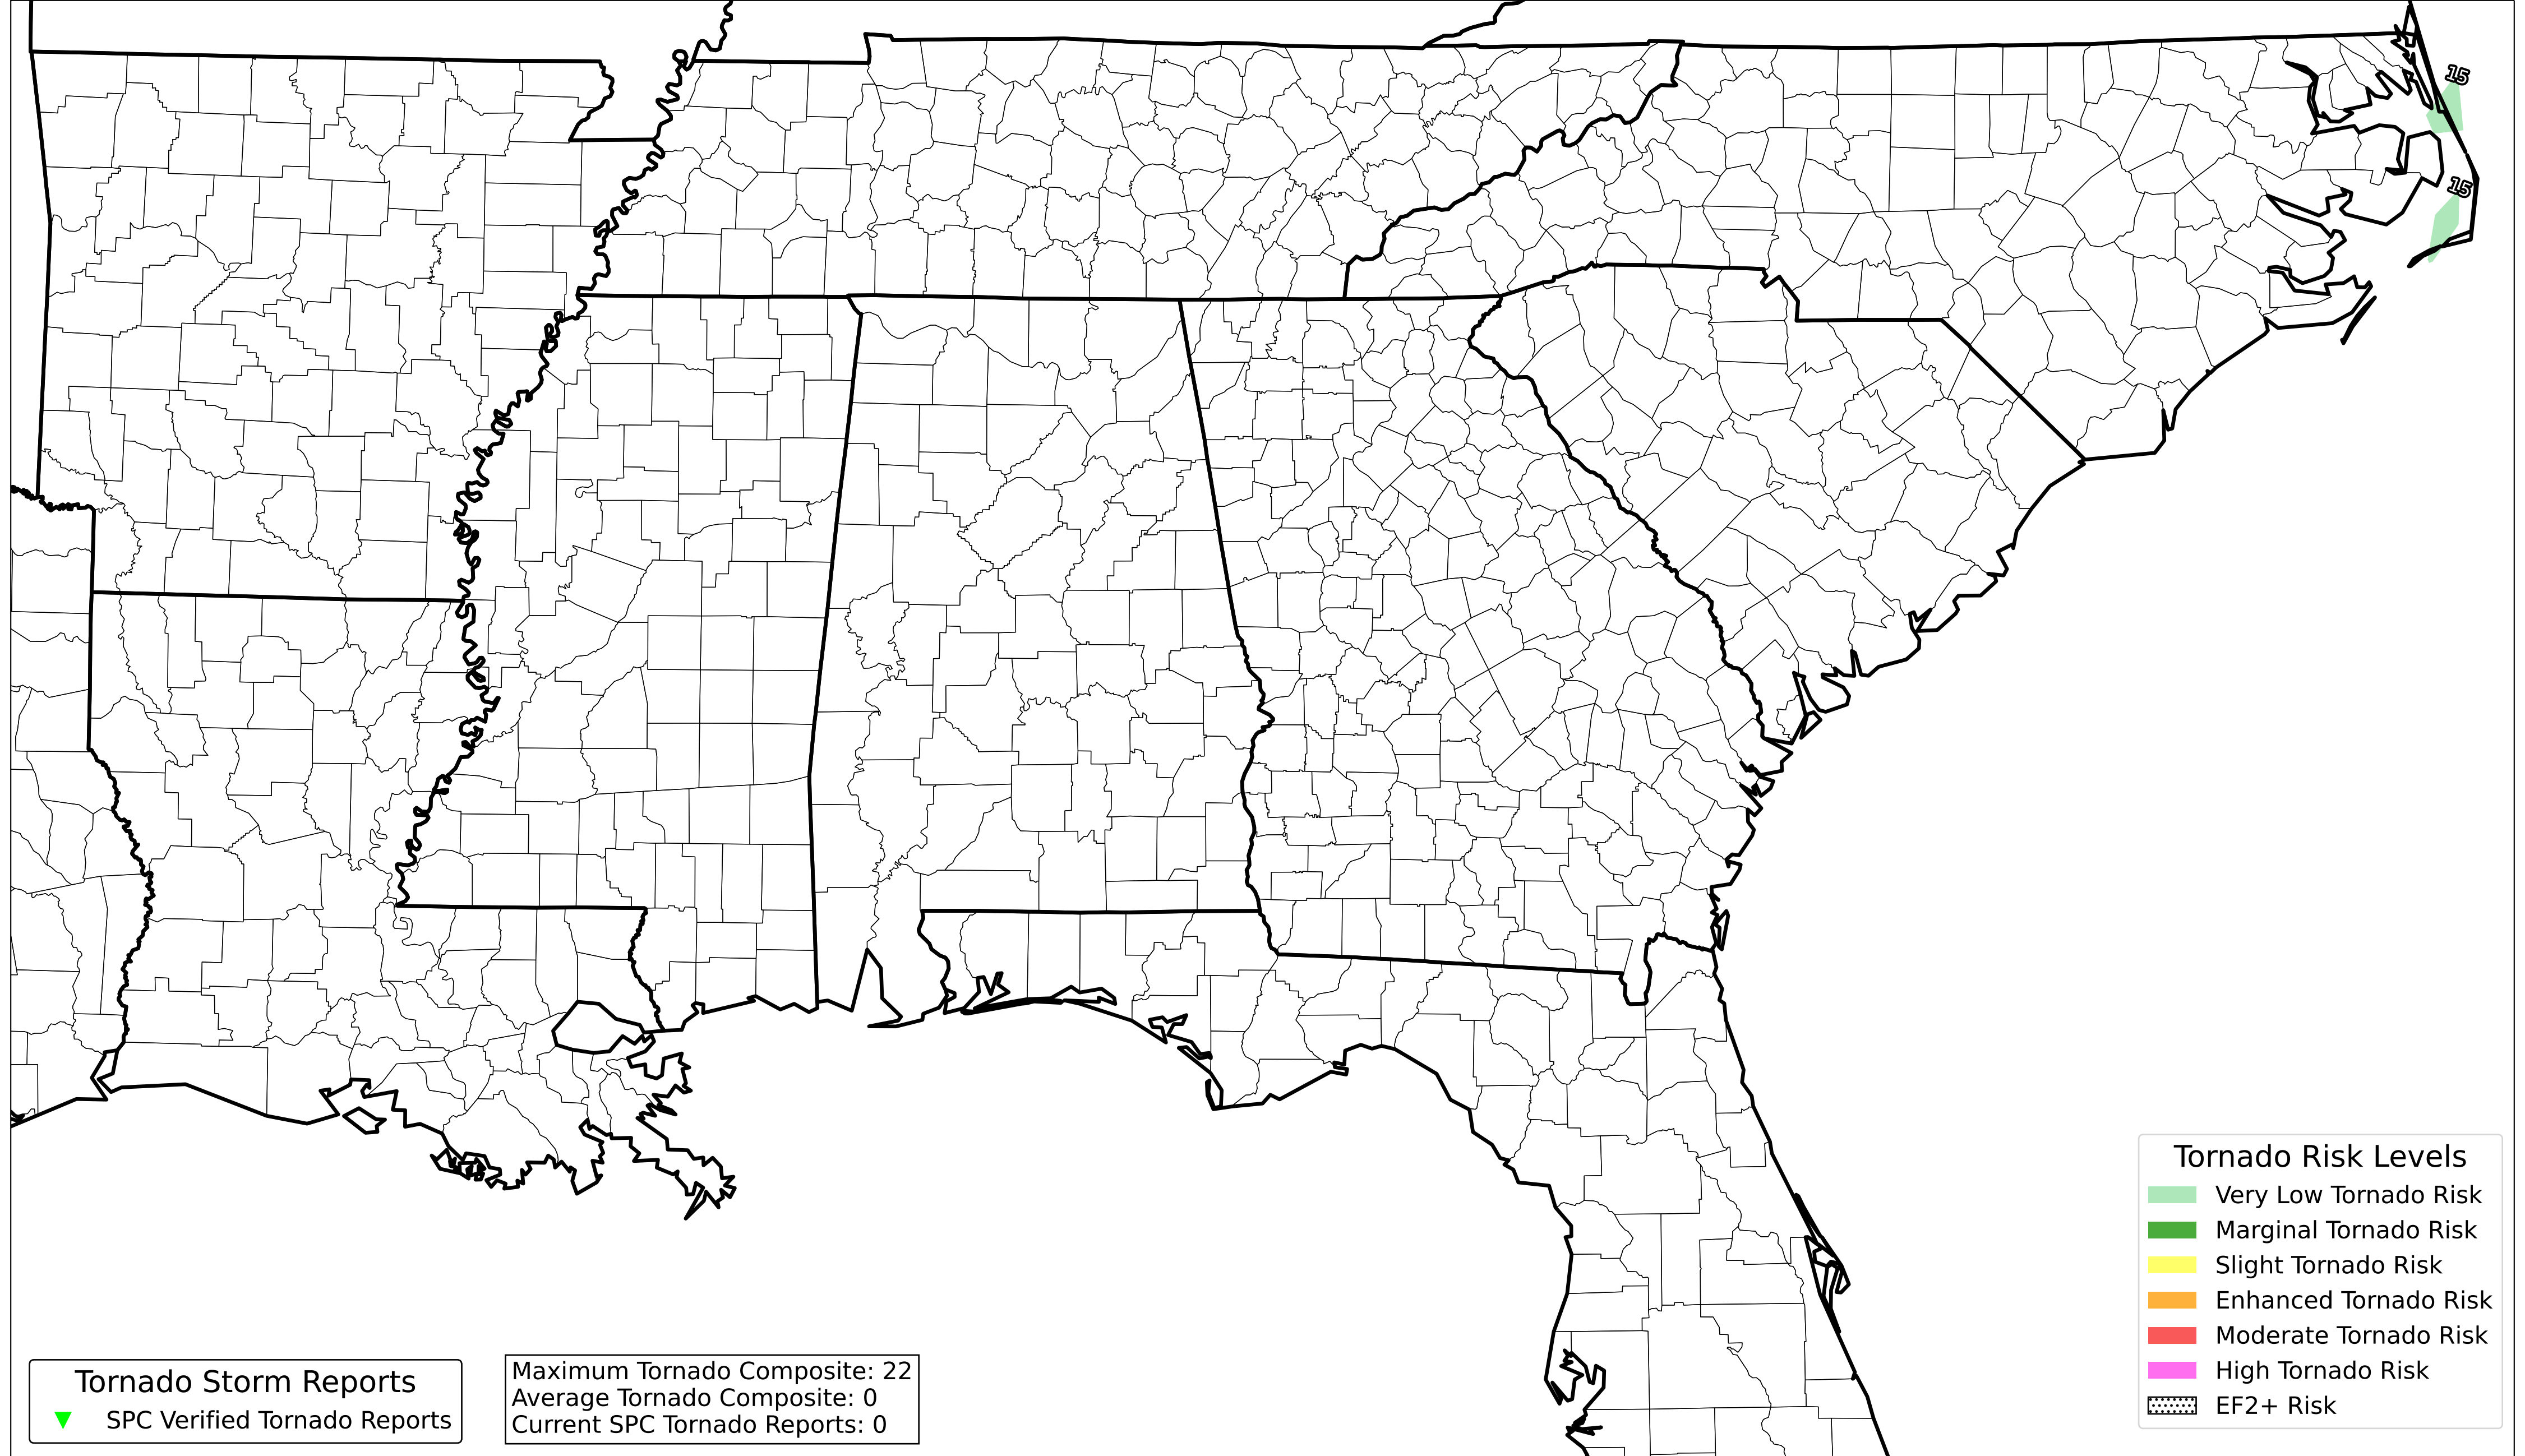 15
15
Tornado Risk Levels
Very Low Tornado Risk
Marginal Tornado Risk
Slight Tornado Risk
Enhanced Tornado Risk
Moderate Tornado Risk
High Tornado Risk
EF2+ Risk
Tornado Storm Reports
SPC Verified Tornado Reports
Maximum Tornado Composite: 22
Average Tornado Composite: 0
Current SPC Tornado Reports: 0